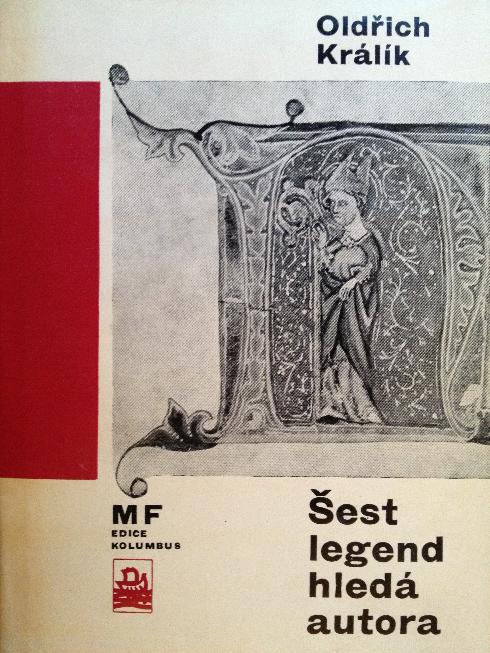 Oldřich
Králík
MF
EDICE
KOLUMBUS
Šest
legend
hledá
autora